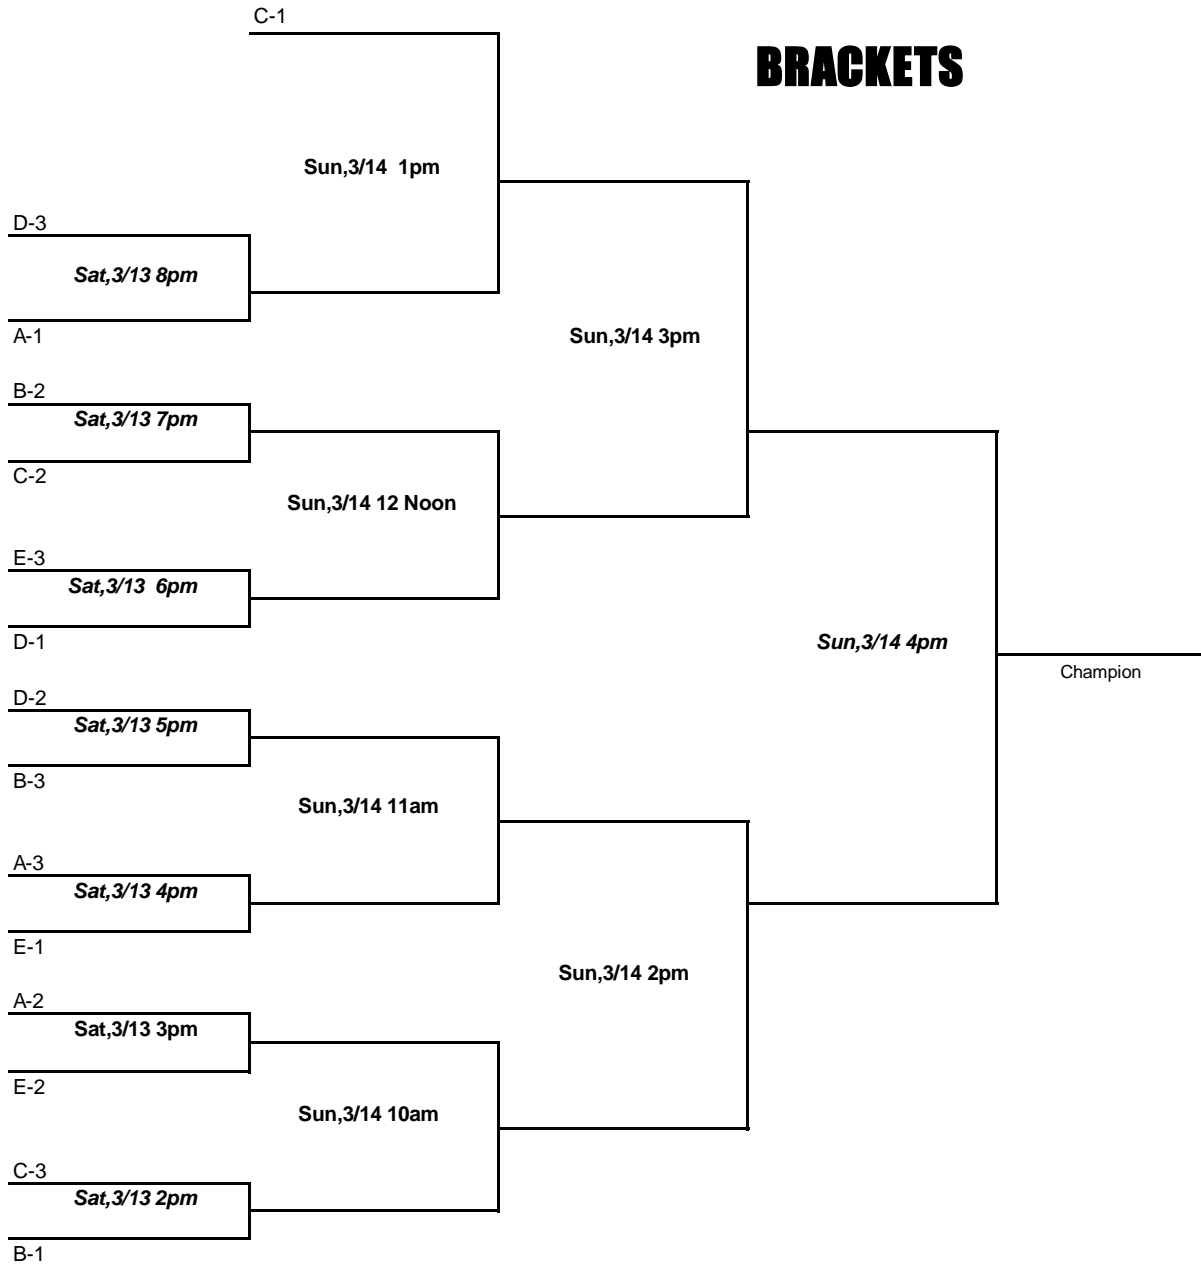 C-1
BRACKETS
Sun,3/14  1pm
D-3
Sat,3/13 8pm
A-1
Sun,3/14 3pm
B-2
Sat,3/13 7pm
C-2
Sun,3/14 12 Noon
E-3
Sat,3/13  6pm
D-1
Sun,3/14 4pm
Champion
D-2
Sat,3/13 5pm
B-3
Sun,3/14 11am
A-3
Sat,3/13 4pm
E-1
Sun,3/14 2pm
A-2
Sat,3/13 3pm
E-2
Sun,3/14 10am
C-3
Sat,3/13 2pm
B-1